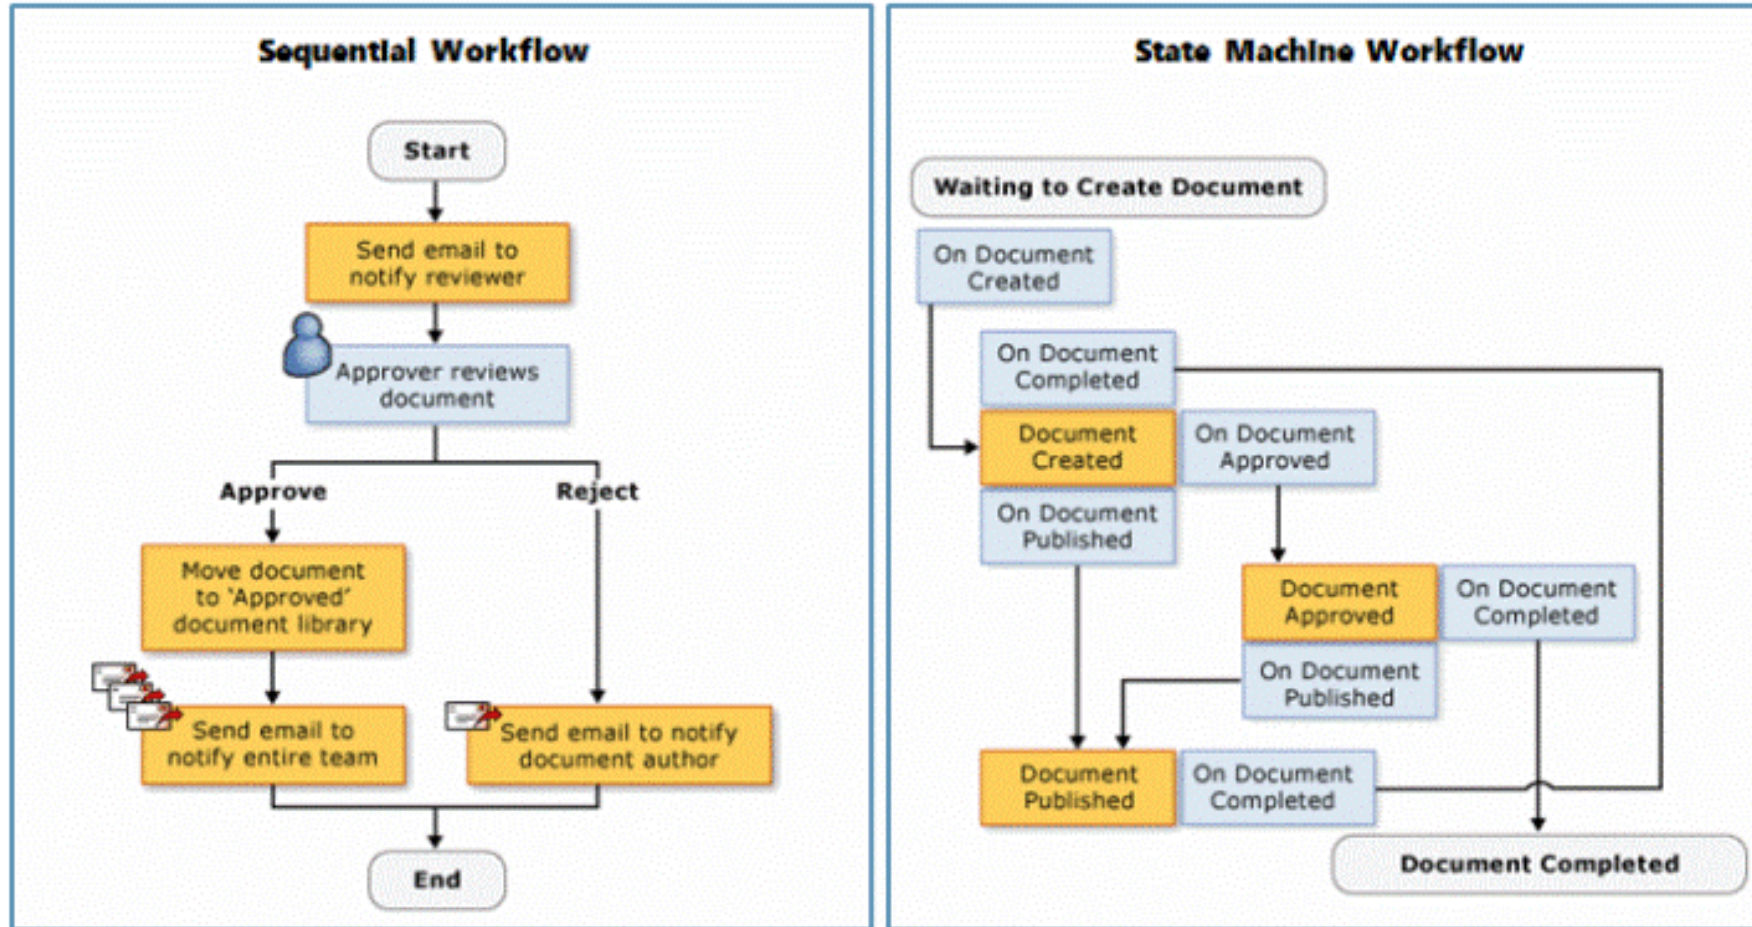 Sequential Workflow
Start
Send email to
notify reviewer
Approver reviews
document
Approve
Reject
Move document
to 'Approved'
document library
Send email to
notify entire team
Send email to notify
document author
End
State Machine Workflow
Waiting to Create Document
On Document
Created
On Document
Completed
Document
Created
On Document
Approved
On Document
Published
Document
Approved
On Document
Completed
On Document
Published
Document
Published
On Document
Completed
Document Completed